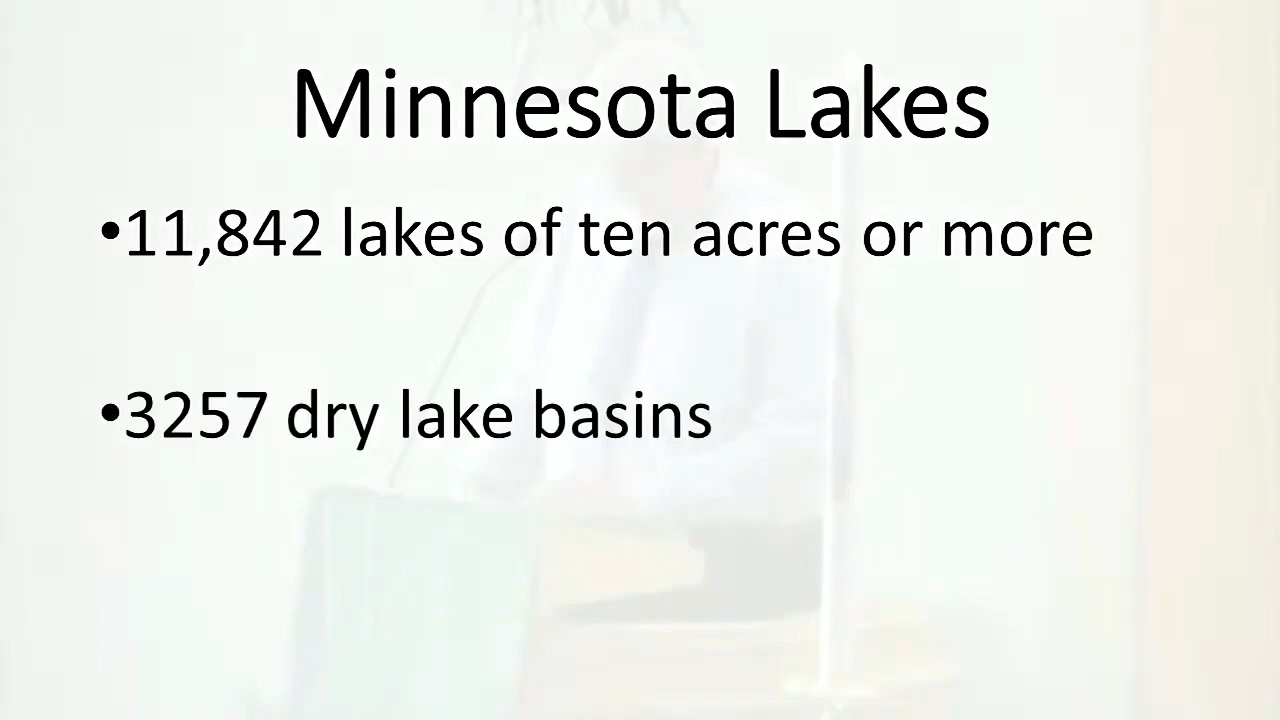 Minnesota Lakes
•11,842 lakes of ten acres or more
•3257 dry lake basins